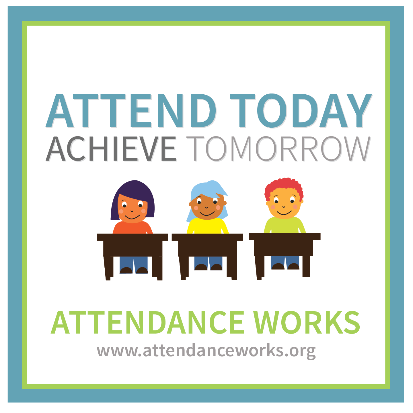 ATTEND TODAY
ACHIEVE TOMORROW
ATTENDANCE WORKS
www.attendanceworks.org